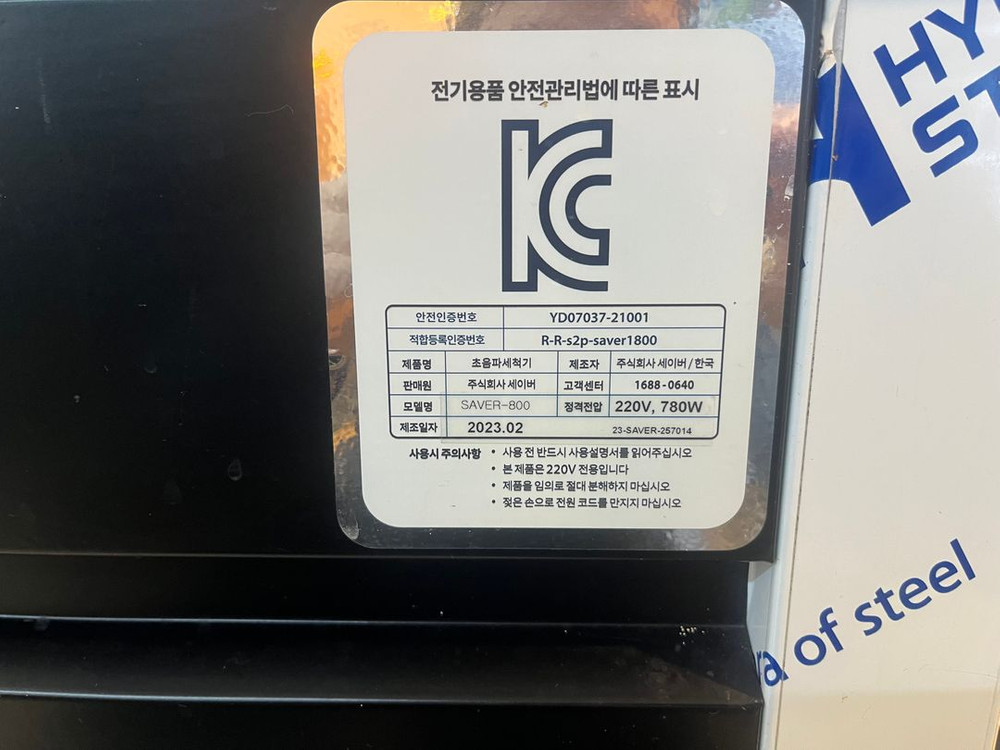 전기용품 안전관리법에 따른 표시
KC
안전인증번호 YD07037-21001
적합등록인증번호 R-R-s2p-saver1800
제품명 초음파세척기 제조자 주식회사 세이버 / 한국
판매원 주식회사 세이버 고객센터 1688-0640
모델명 SAVER-800 정격전압 220V, 780W
제조일자 2023.02 23-SAVER-257014
사용시 주의사항 • 사용 전 반드시 사용설명서를 읽어주십시오
• 본 제품은 220V 전용입니다
• 제품을 임의로 절대 분해하지 마십시오
• 젖은 손으로 전원 코드를 만지지 마십시오
HY
ST
a of steel